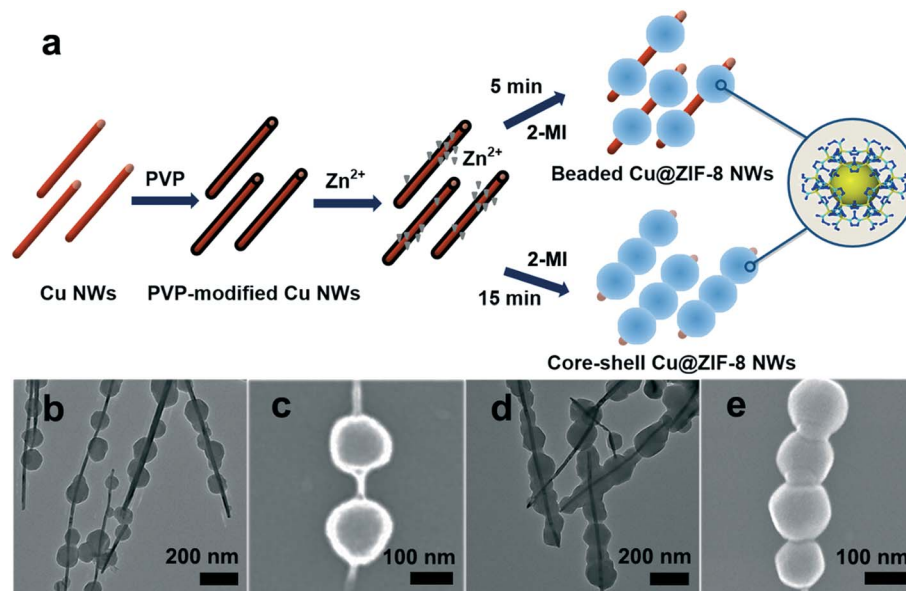 a
5 min
2-MI
PVP
Zn²⁺
Zn²⁺
Beaded Cu@ZIF-8 NWs
2-MI
15 min
Cu NWs
PVP-modified Cu NWs
Core-shell Cu@ZIF-8 NWs
b
c
d
e
200 nm
100 nm
200 nm
100 nm